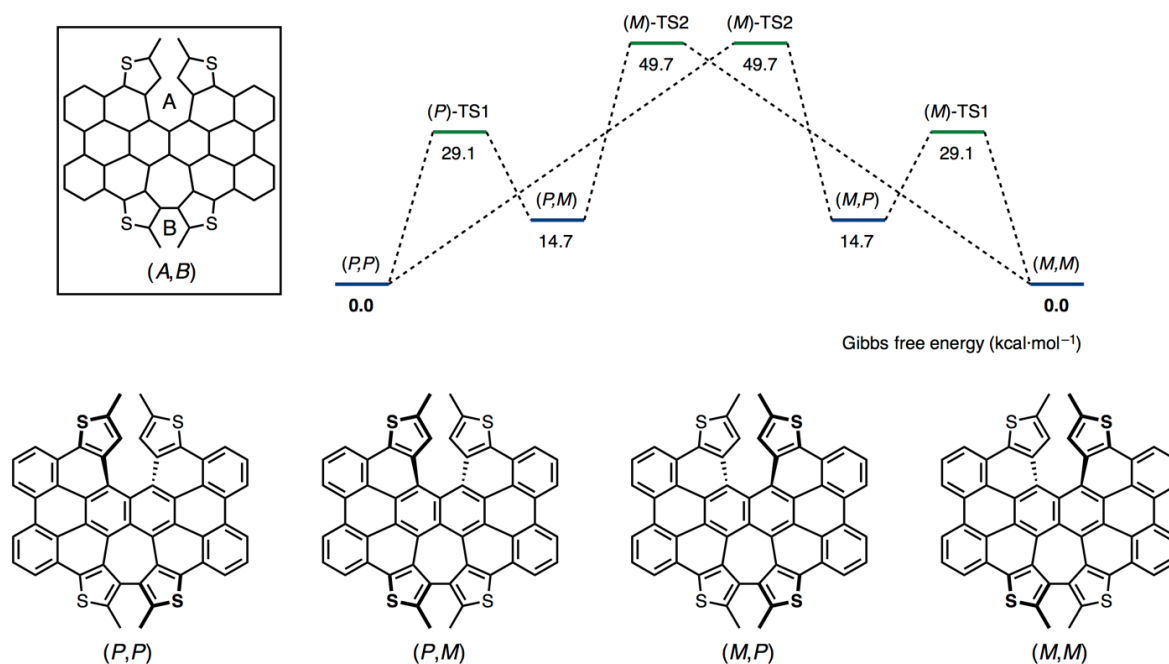 S S
A
B
S S
(A,B)
(M)-TS2 (M)-TS2
49.7 49.7
(P)-TS1 (M)-TS1
29.1 29.1
(P,M) (M,P)
14.7 14.7
(P,P) (M,M)
0.0 0.0
Gibbs free energy (kcal·mol⁻¹)
S S S S S S S S
S S S S S S S S
(P,P) (P,M) (M,P) (M,M)